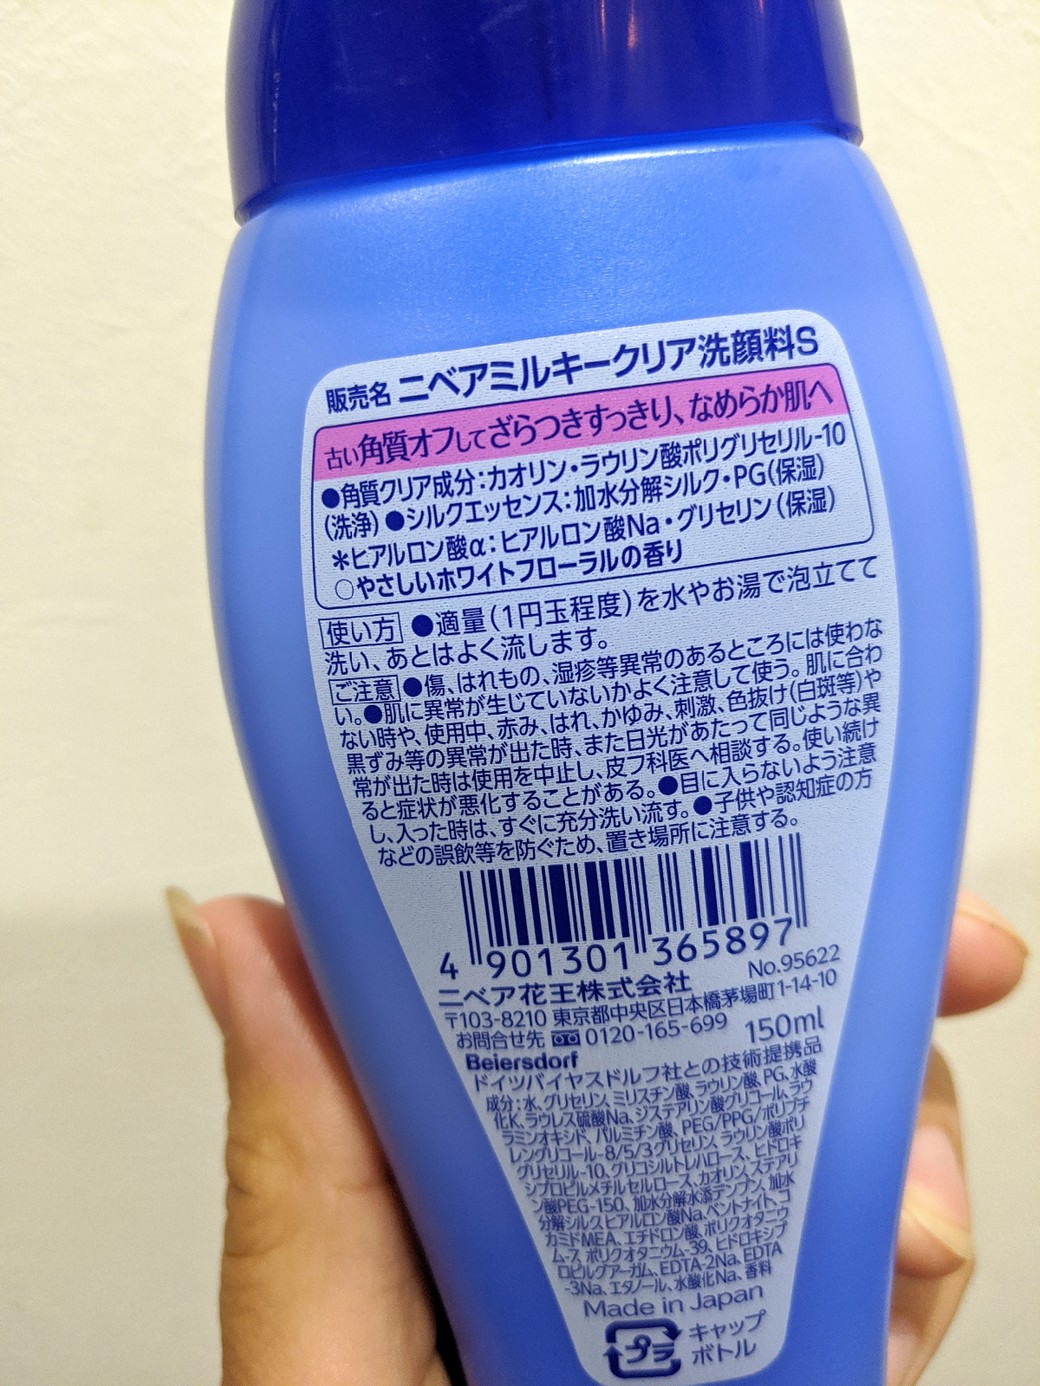 販売名 ニベアミルキークリア洗顔料S
古い角質オフしてざらつきすっきり、なめらか肌へ
●角質クリア成分:カオリン・ラウリン酸ポリグリセリル-10
(洗浄) ●シルクエッセンス:加水分解シルク・PG(保湿)
＊ヒアルロン酸α:ヒアルロン酸Na・グリセリン(保湿)
○やさしいホワイトフローラルの香り
使い方 ●適量(1円玉程度)を水やお湯で泡立てて
洗い、あとはよく流します。
ご注意 ●傷、はれもの、湿疹等異常のあるところには使わな
い。●肌に異常が生じていないかよく注意して使う。肌に合わ
ない時や、使用中、赤み、はれ、かゆみ、刺激、色抜け(白斑等)や
黒ずみ等の異常が出た時、また日光があたって同じような異
常が出た時は使用を中止し、皮フ科医へ相談する。使い続け
ると症状が悪化することがある。●目に入らないよう注意
し、入った時は、すぐに充分洗い流す。●子供や認知症の方
などの誤飲等を防ぐため、置き場所に注意する。
4 901301 365897
ニベア花王株式会社 No.95622
〒103-8210 東京都中央区日本橋茅場町1-14-10
お問合せ先 0120-165-699 150ml
Beiersdorf
ドイツバイヤスドルフ社との技術提携品
成分:水、グリセリン、ミリスチン酸、ラウリン酸、PG、水酸
化K、ラウレス硫酸Na、ジステアリン酸グリコール、ラウ
ラミンオキシド、パルミチン酸、PEG/PPG/ポリブチ
レングリコール-8/5/3グリセリン、ラウリン酸ポリ
グリセリル-10、グリコシルトレハロース、ヒドロキ
シプロピルメチルセルロース、カオリン、ステアリ
ン酸PEG-150、加水分解水添デンプン、加水
分解シルク、ヒアルロン酸Na、ベントナイト、コ
カミドMEA、エチドロン酸、ポリクオタニウ
ム-7、ポリクオタニウム-39、ヒドロキシプ
ロピルグアーガム、EDTA-2Na、EDTA
-3Na、エタノール、水酸化Na、香料
Made in Japan
プラ キャップ
ボトル